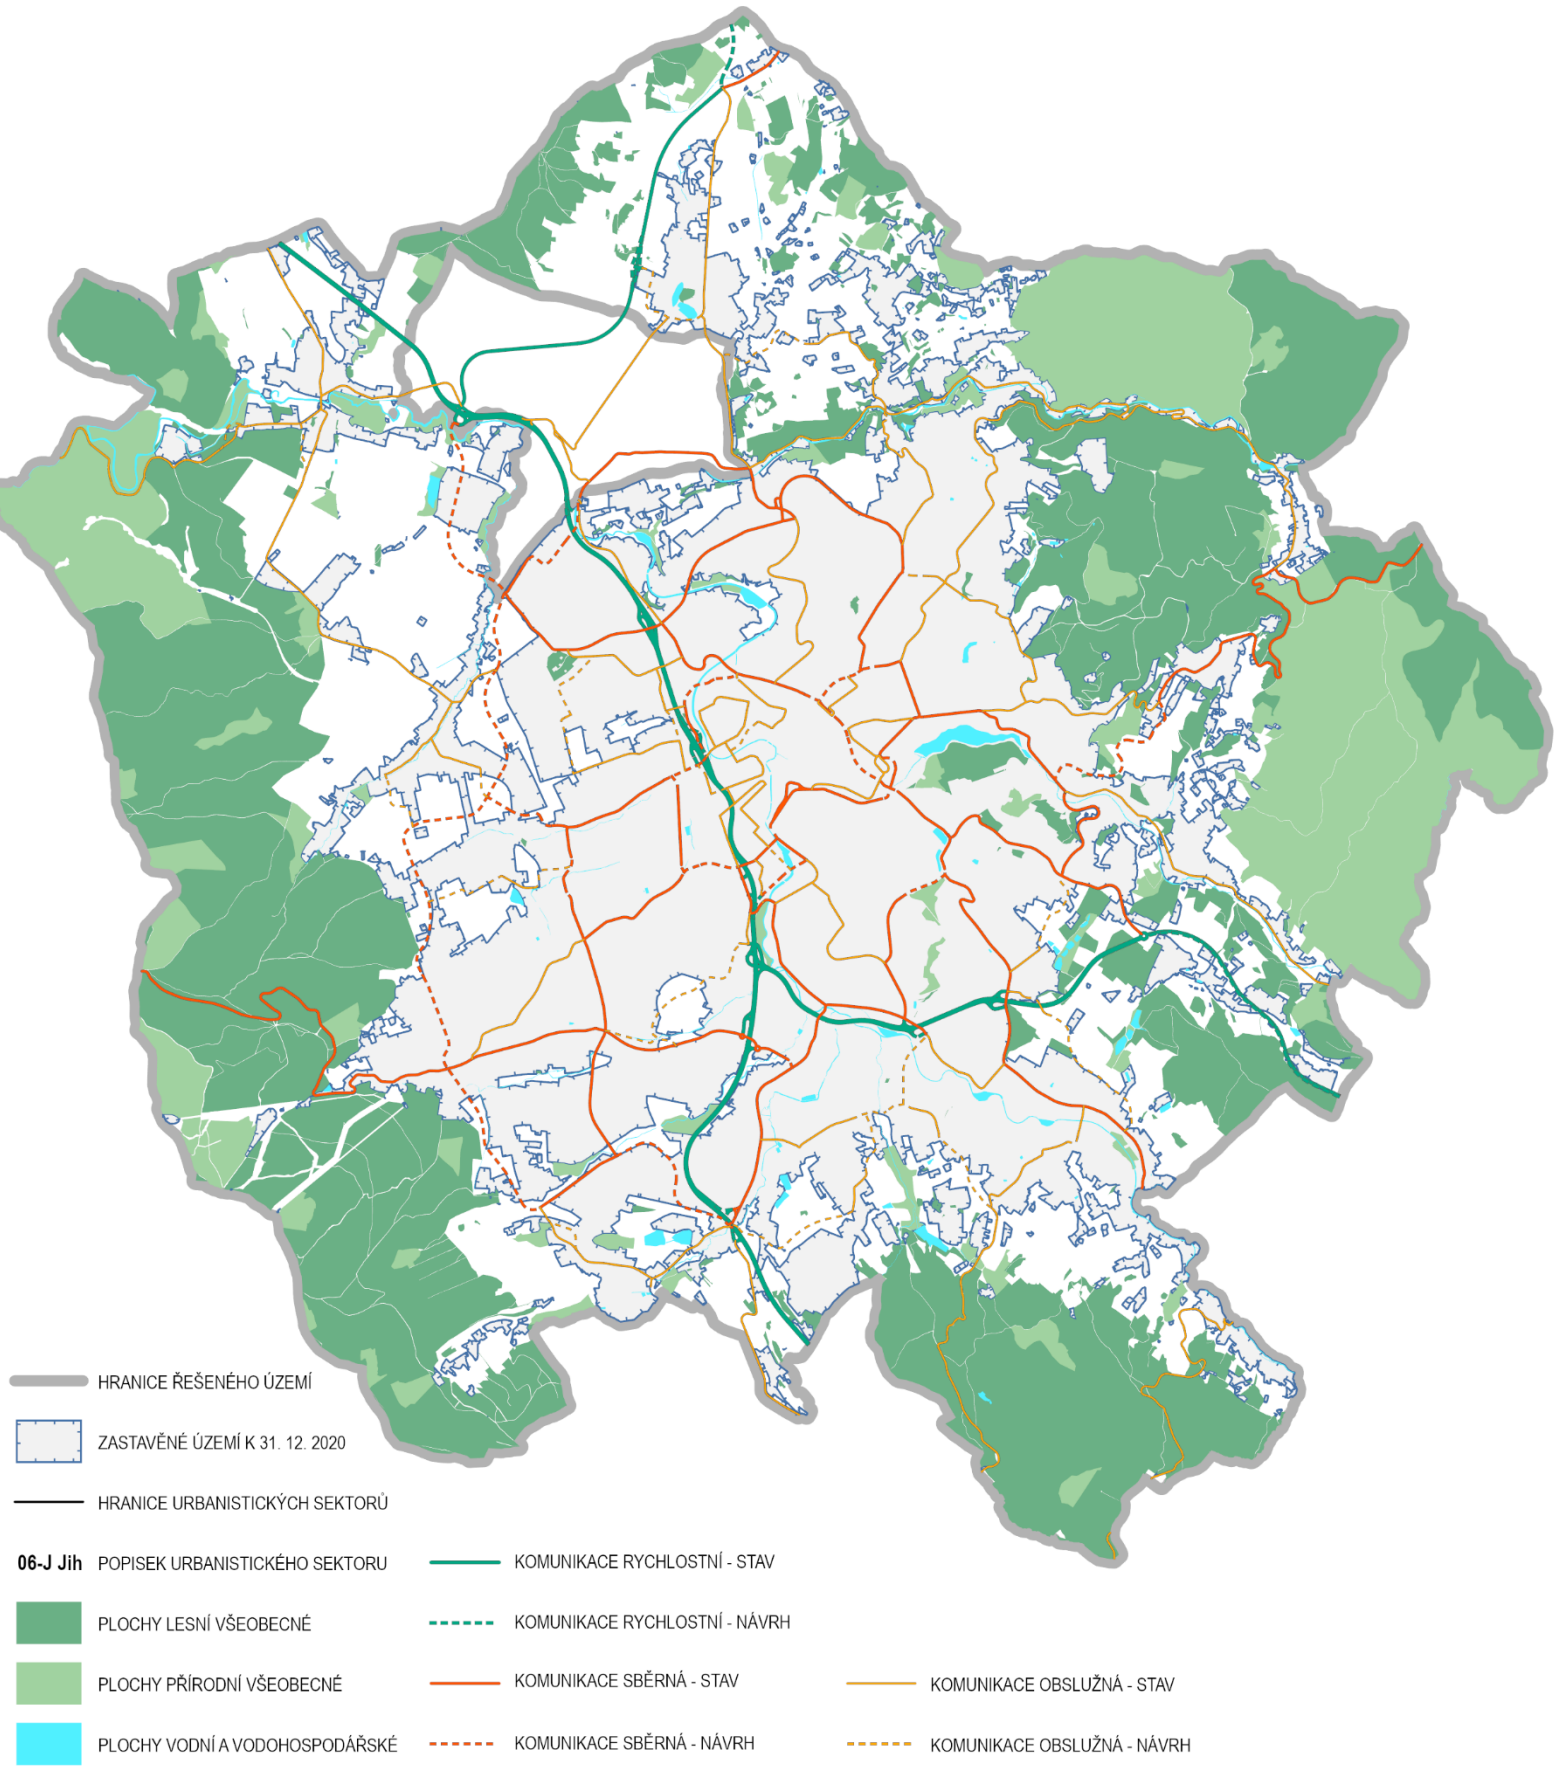 HRANICE ŘEŠENÉHO ÚZEMÍ
ZASTAVĚNÉ ÚZEMÍ K 31. 12. 2020
HRANICE URBANISTICKÝCH SEKTORŮ
06-J Jih POPISEK URBANISTICKÉHO SEKTORU
PLOCHY LESNÍ VŠEOBECNÉ
PLOCHY PŘÍRODNÍ VŠEOBECNÉ
PLOCHY VODNÍ A VODOHOSPODÁŘSKÉ
KOMUNIKACE RYCHLOSTNÍ - STAV
KOMUNIKACE RYCHLOSTNÍ - NÁVRH
KOMUNIKACE SBĚRNÁ - STAV
KOMUNIKACE SBĚRNÁ - NÁVRH
KOMUNIKACE OBSLUŽNÁ - STAV
KOMUNIKACE OBSLUŽNÁ - NÁVRH